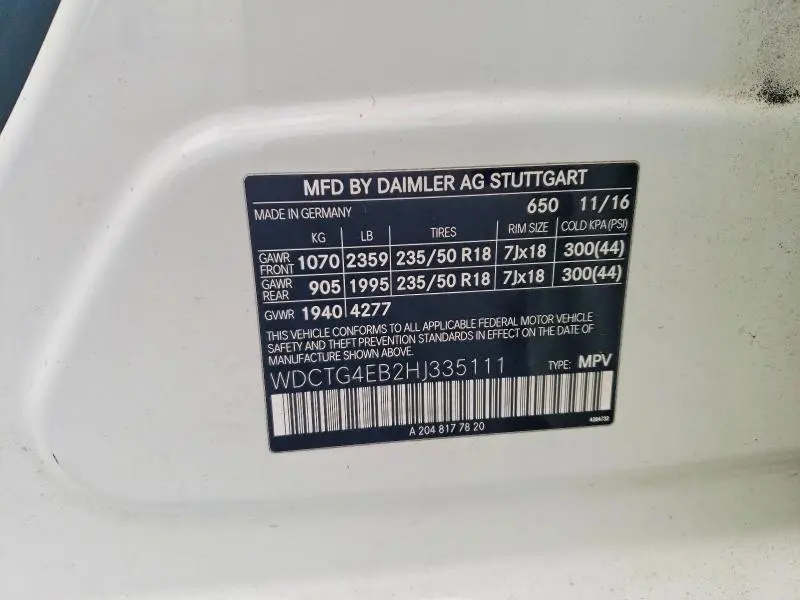 MFD BY DAIMLER AG STUTTGART
MADE IN GERMANY 650 11/16
KG LB TIRES RIM SIZE COLD KPA (PSI)
GAWR FRONT 1070 2359 235/50 R18 7Jx18 300(44)
GAWR REAR 905 1995 235/50 R18 7Jx18 300(44)
GVWR 1940 4277
THIS VEHICLE CONFORMS TO ALL APPLICABLE FEDERAL MOTOR VEHICLE
SAFETY AND THEFT PREVENTION STANDARDS IN EFFECT ON THE DATE OF
MANUFACTURE SHOWN ABOVE.
WDCTG4EB2HJ335111 TYPE: MPV
A 204 817 78 20